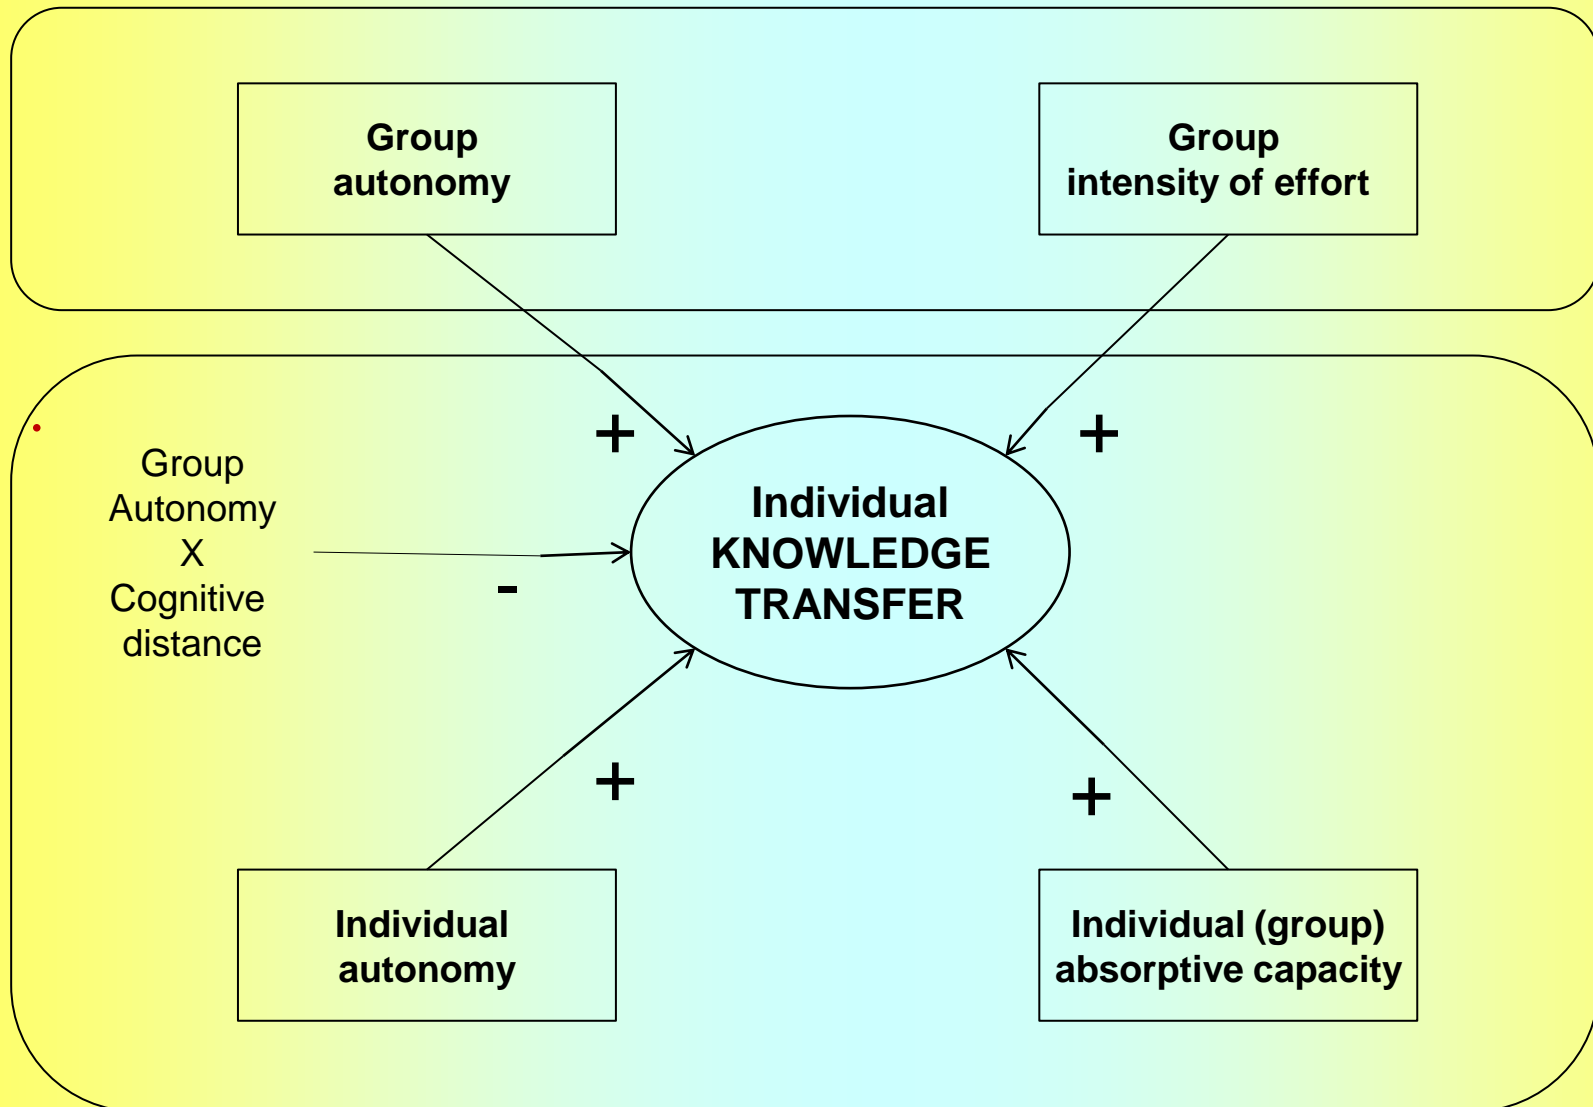 Group
autonomy
Group
intensity of effort
+
+
Group
Autonomy
X
Cognitive
distance
-
Individual
KNOWLEDGE
TRANSFER
+
+
Individual
autonomy
Individual (group)
absorptive capacity